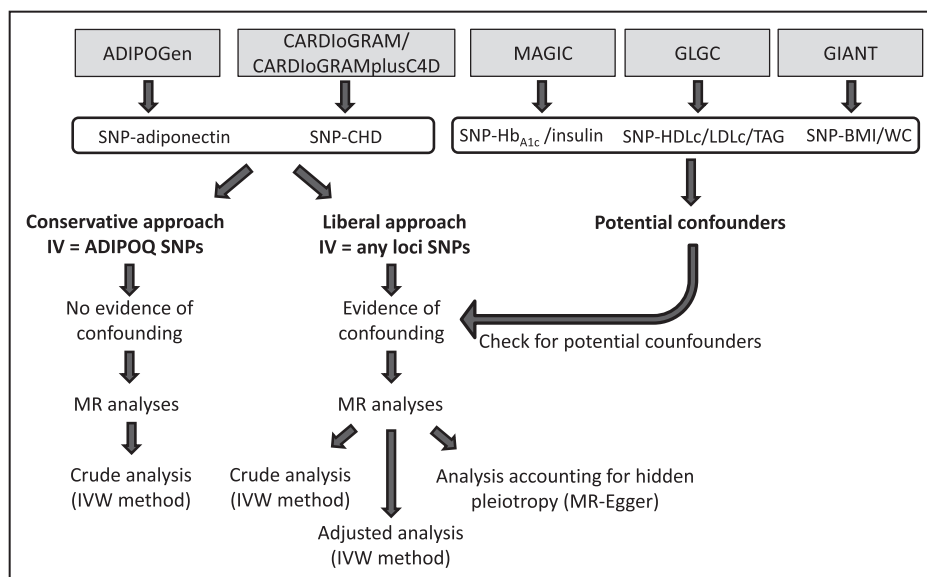 ADIPOGen
CARDIoGRAM/
CARDIoGRAMplusC4D
MAGIC
GLGC
GIANT
SNP-adiponectin
SNP-CHD
SNP-HbA1c /insulin
SNP-HDLc/LDLc/TAG
SNP-BMI/WC
Conservative approach
IV = ADIPOQ SNPs
Liberal approach
IV = any loci SNPs
Potential confounders
No evidence of
confounding
Evidence of
confounding
Check for potential counfounders
MR analyses
MR analyses
Crude analysis
(IVW method)
Crude analysis
(IVW method)
Analysis accounting for hidden
pleiotropy (MR-Egger)
Adjusted analysis
(IVW method)